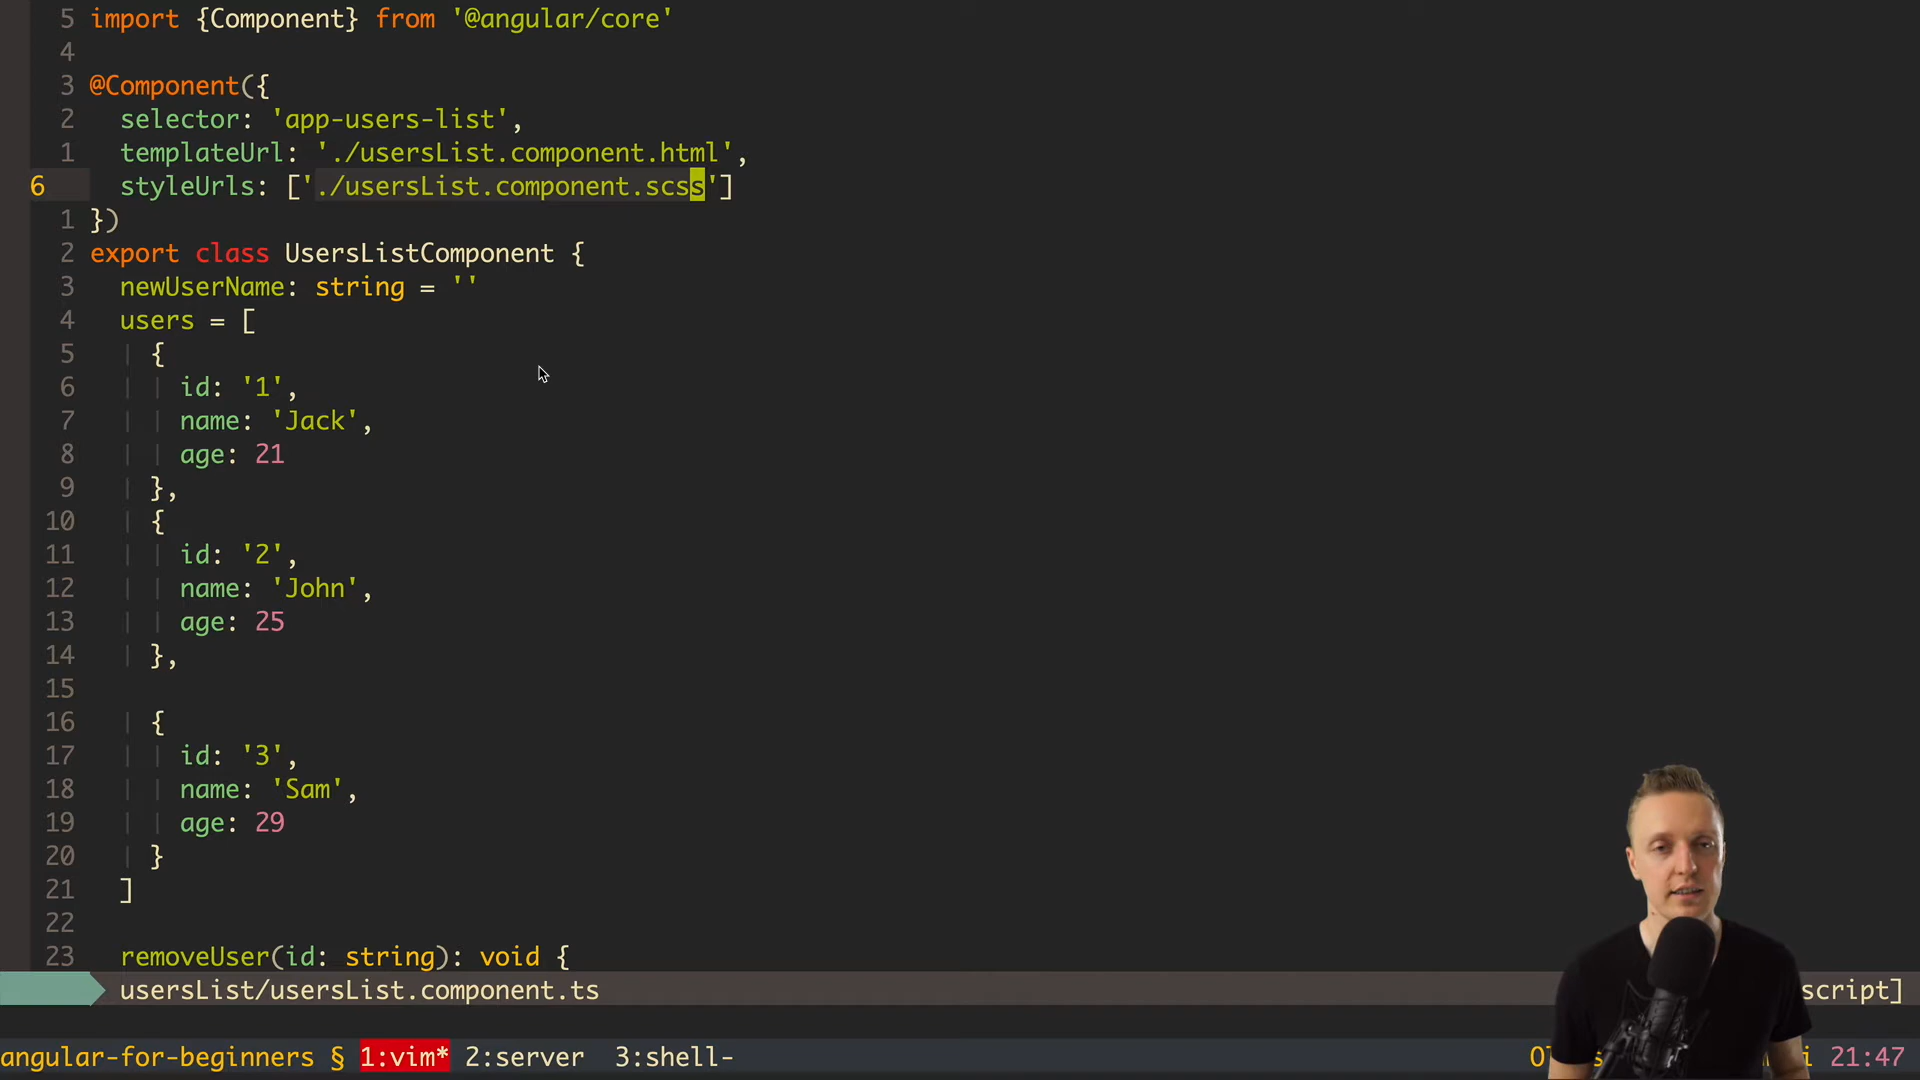 5 import {Component} from '@angular/core'
4
3 @Component({
2 selector: 'app-users-list',
1 templateUrl: './usersList.component.html',
6 styleUrls: ['./usersList.component.scss']
1 })
2 export class UsersListComponent {
3 newUserName: string = ''
4 users = [
5 {
6 id: '1',
7 name: 'Jack',
8 age: 21
9 },
10 {
11 id: '2',
12 name: 'John',
13 age: 25
14 },
15
16 {
17 id: '3',
18 name: 'Sam',
19 age: 29
20 }
21 ]
22
23 removeUser(id: string): void {
usersList/usersList.component.ts script]
angular-for-beginners § 1:vim* 2:server 3:shell- 21:47